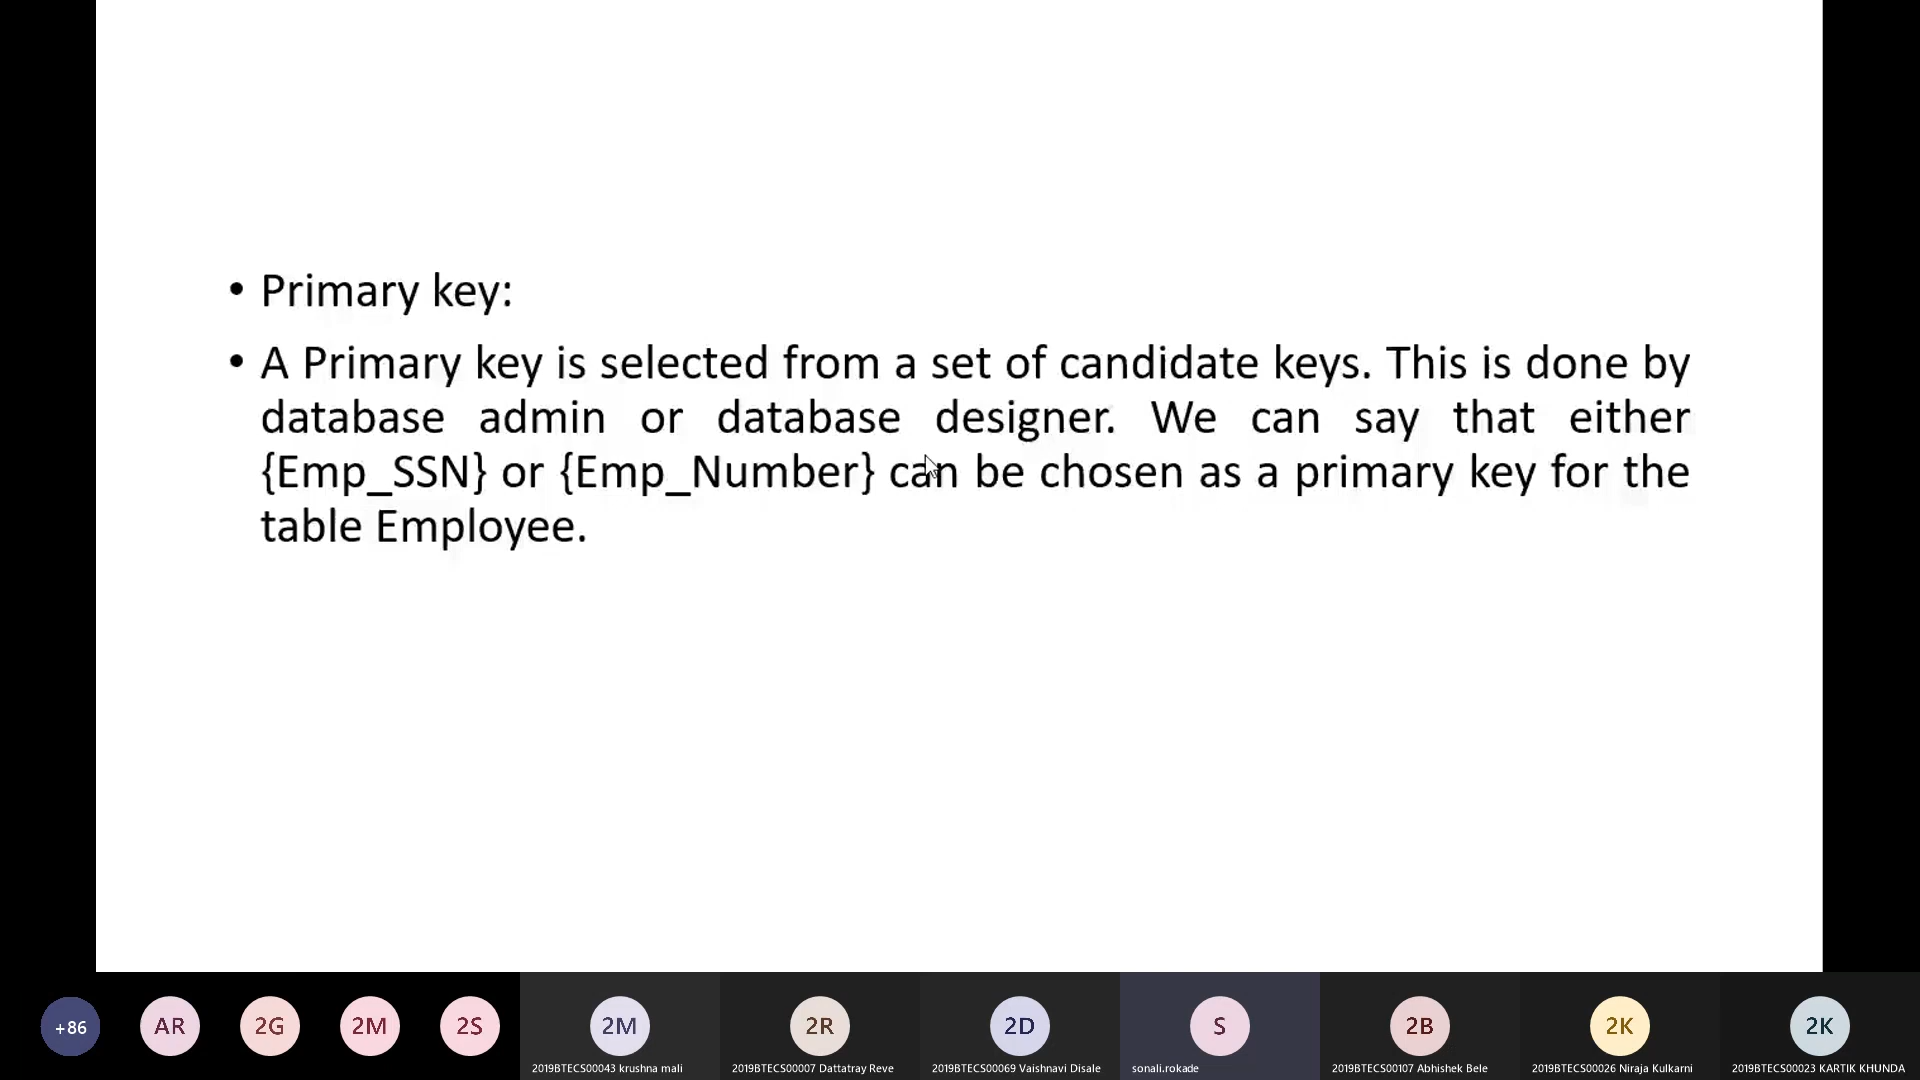 • Primary key:
• A Primary key is selected from a set of candidate keys. This is done by
database admin or database designer. We can say that either
{Emp_SSN} or {Emp_Number} can be chosen as a primary key for the
table Employee.
+86
AR
2G
2M
2S
2M
2R
2D
S
2B
2K
2K
2019BTECS00043 krushna mali
2019BTECS00007 Dattatray Reve
2019BTECS00069 Vaishnavi Disale
sonali.rokade
2019BTECS00107 Abhishek Bele
2019BTECS00026 Niraja Kulkarni
2019BTECS00023 KARTIK KHUNDA